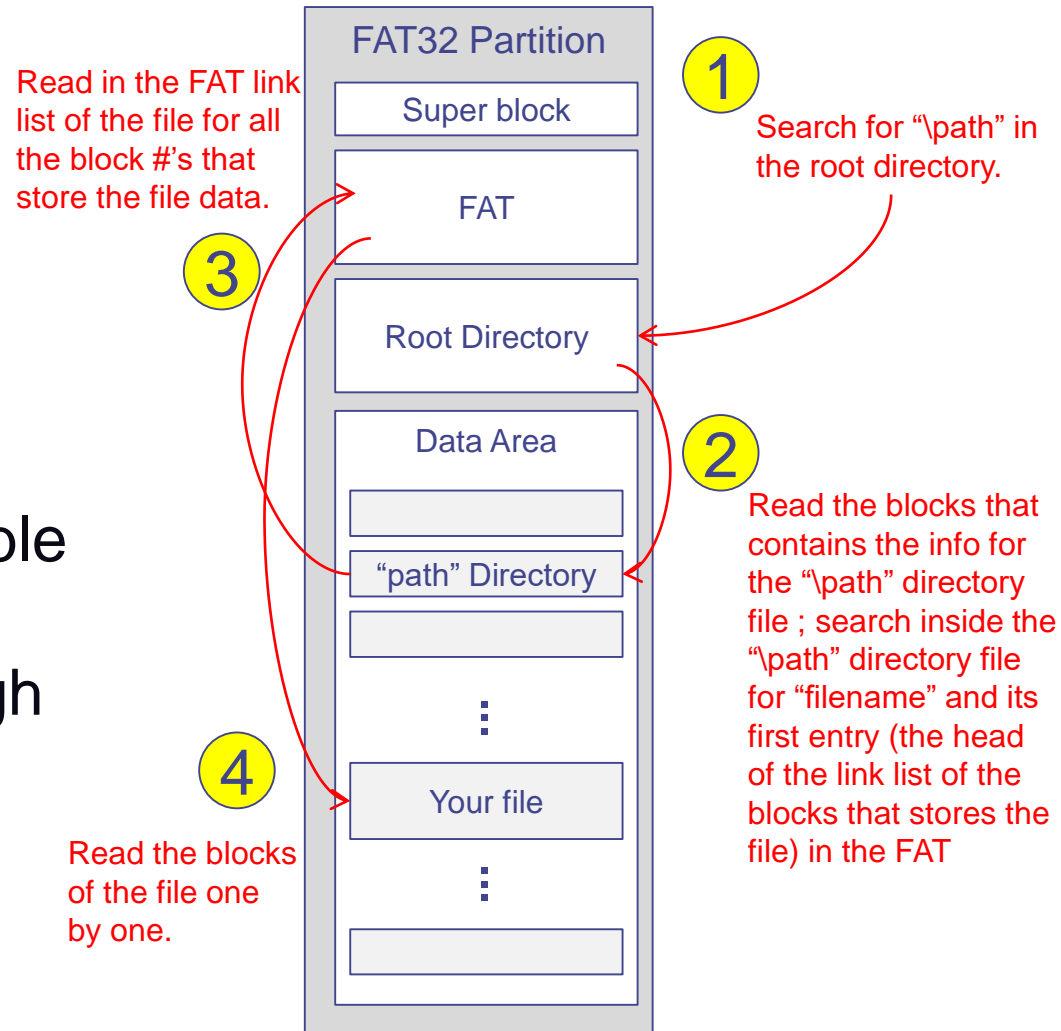 FAT32 Partition
Super block
FAT
Root Directory
Data Area
“path” Directory
Your file
1
Search for “\path” in
the root directory.
2
Read the blocks that
contains the info for
the “\path” directory
file ; search inside the
“\path” directory file
for “filename” and its
first entry (the head
of the link list of the
blocks that stores the
file) in the FAT
Read in the FAT link
list of the file for all
the block #’s that
store the file data.
3
4
Read the blocks
of the file one
by one.